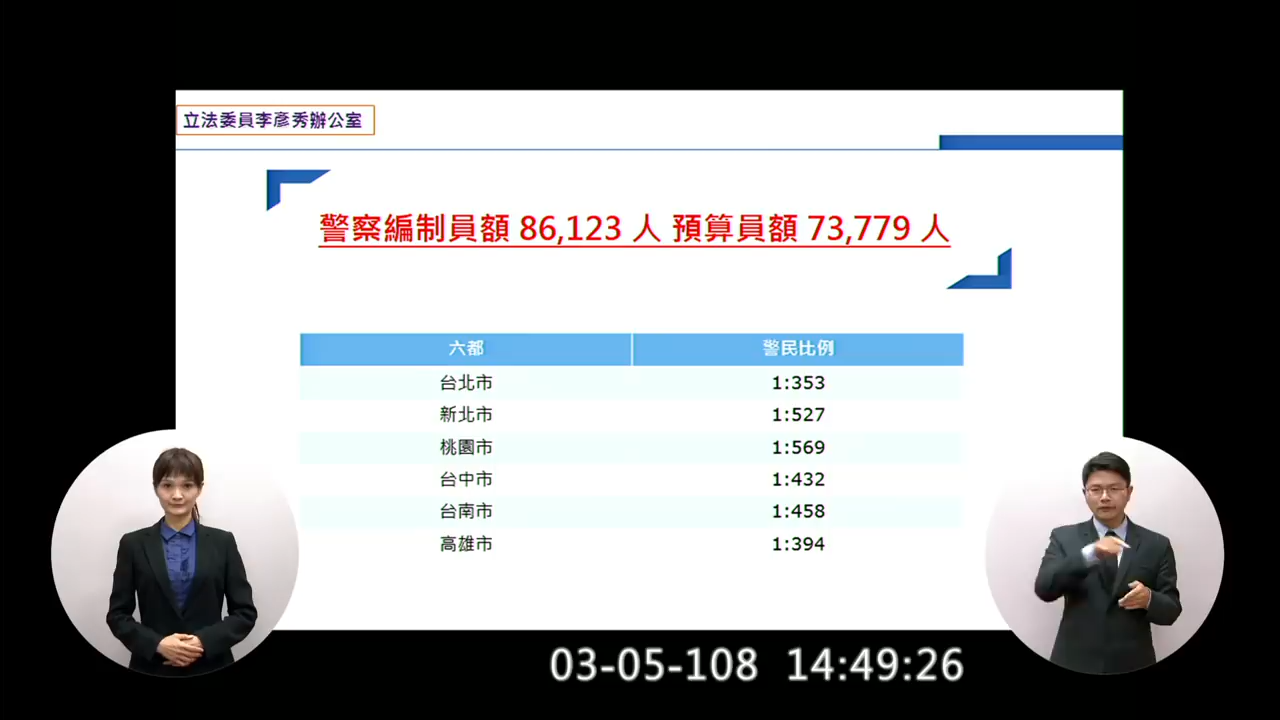 立法委員李彥秀辦公室
警察編制員額 86,123 人 預算員額 73,779 人
六都 警民比例
台北市 1:353
新北市 1:527
桃園市 1:569
台中市 1:432
台南市 1:458
高雄市 1:394
03-05-108 14:49:26